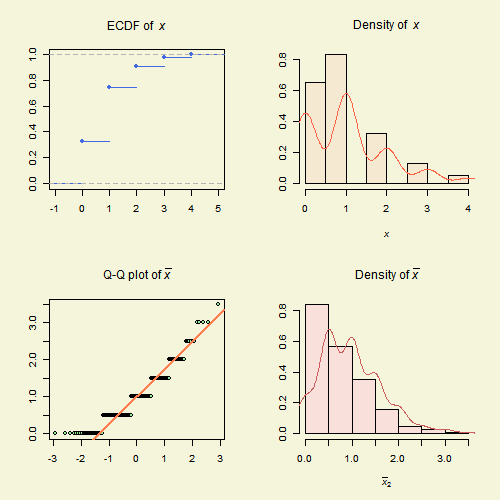 ECDF of x
0.0 0.2 0.4 0.6 0.8 1.0
-1 0 1 2 3 4 5
Density of x
0.0 0.2 0.4 0.6 0.8
0 1 2 3 4
x
Q-Q plot of x̅
0.0 1.0 2.0 3.0
-3 -2 -1 0 1 2 3
Density of x̅
0.0 0.2 0.4 0.6 0.8
0.0 1.0 2.0 3.0
x̅₂